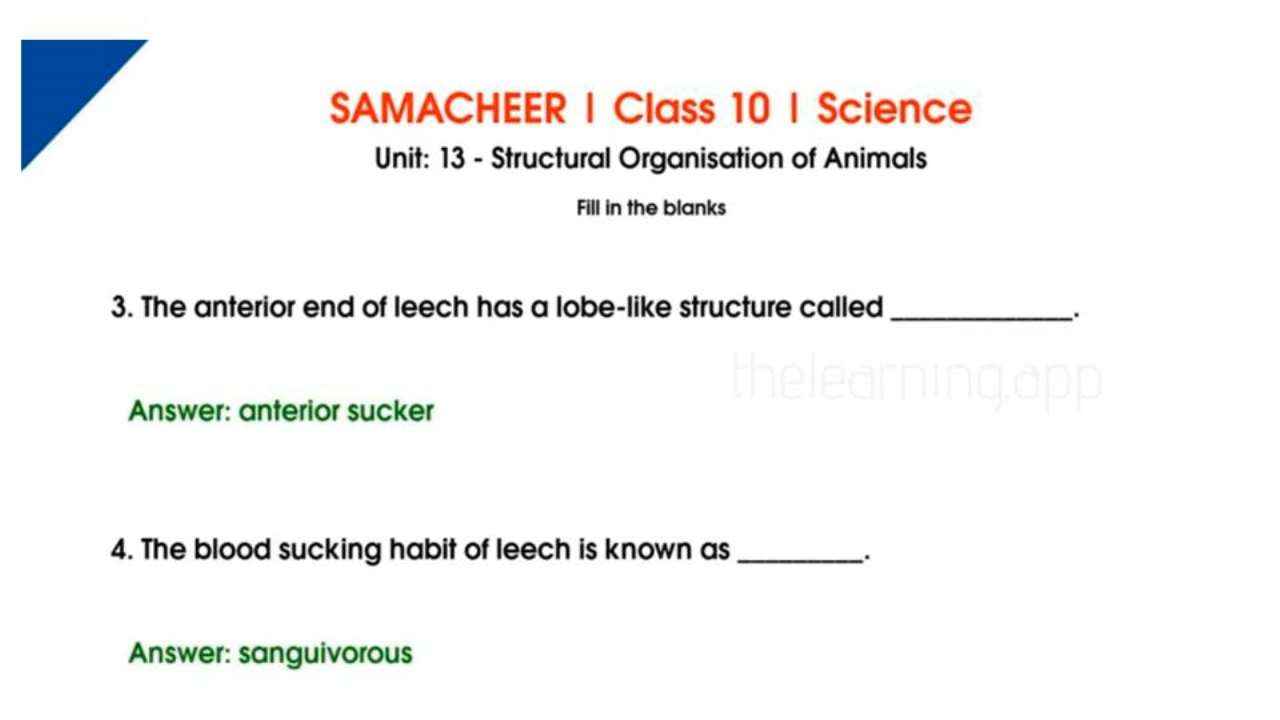 SAMACHEER | Class 10 | Science
Unit: 13 - Structural Organisation of Animals
Fill in the blanks
3. The anterior end of leech has a lobe-like structure called _____________.
thelearning.app
Answer: anterior sucker
4. The blood sucking habit of leech is known as _________.
Answer: sanguivorous